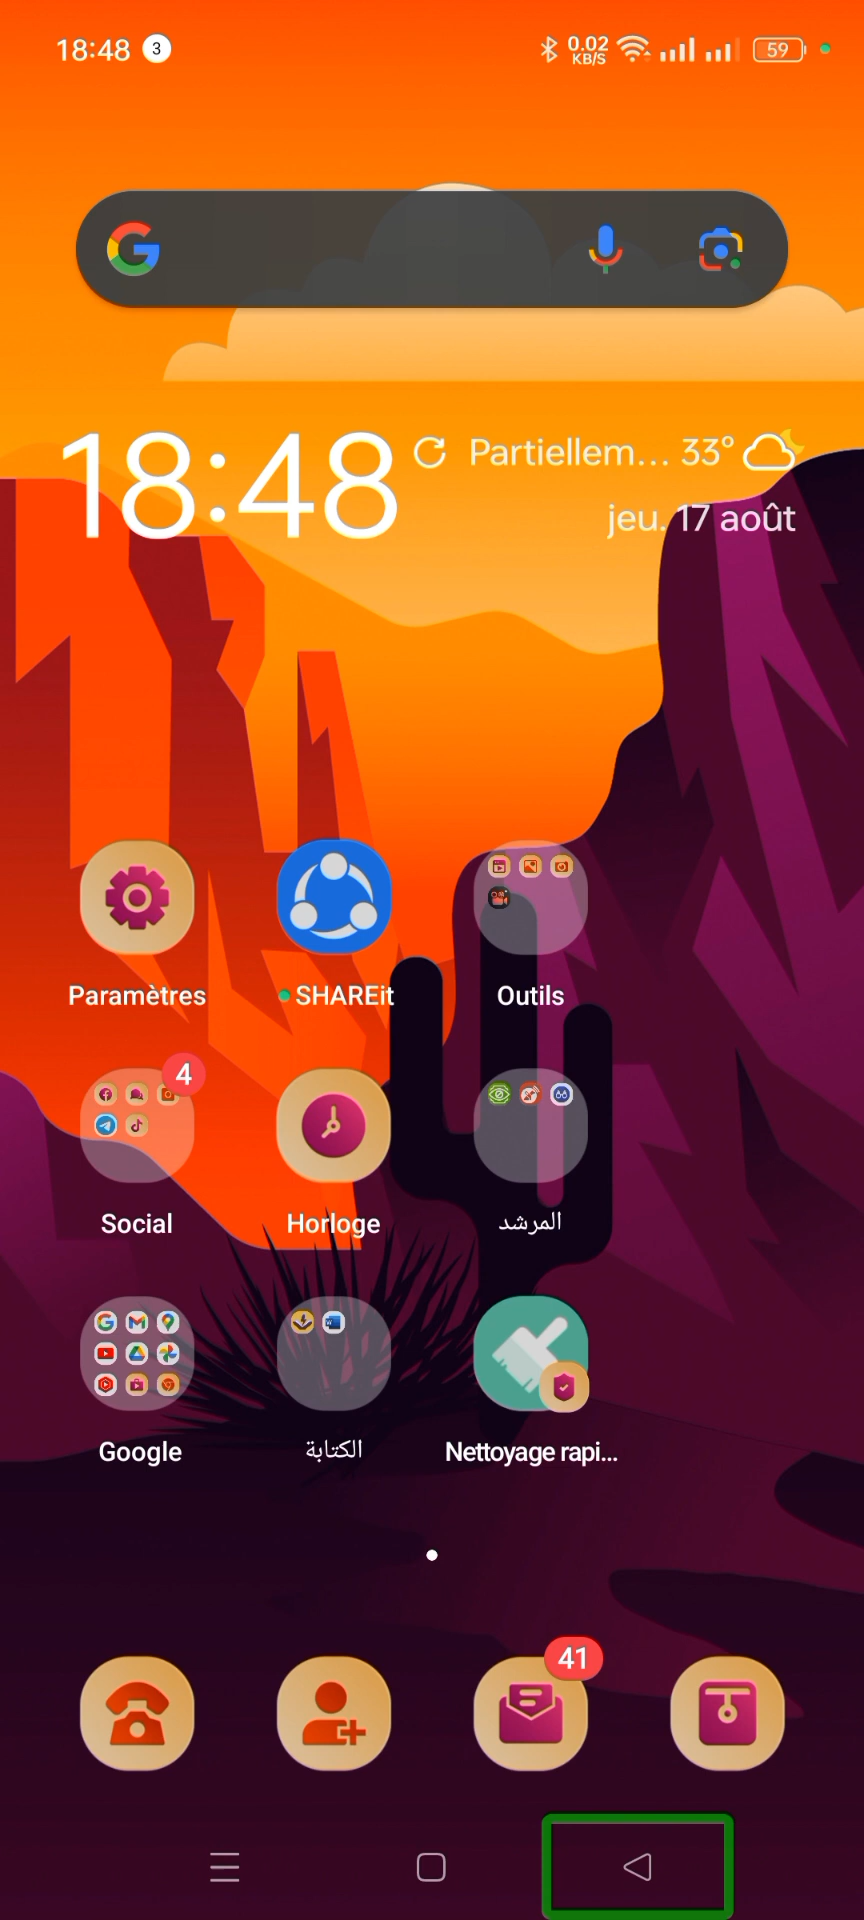 18:48 3 0.02 KB/S 59
18:48 Partiellem... 33°
jeu. 17 août
Paramètres SHAREit Outils
4
Social Horloge المرشد
Google الكتابة Nettoyage rapi...
41